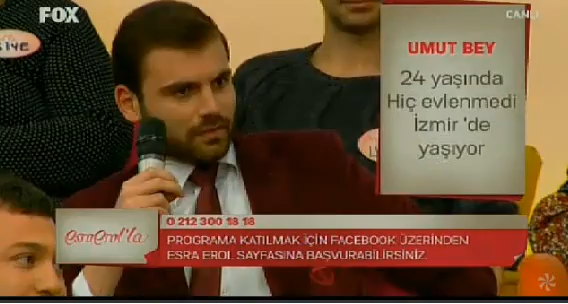 FOX
CANLI
UMUT BEY
24 yaşında
Hiç evlenmedi
İzmir 'de
yaşıyor
0 212 300 18 18
esraerol'la
PROGRAMA KATILMAK İÇİN FACEBOOK ÜZERİNDEN
ESRA EROL SAYFASINA BAŞVURABİLİRSİNİZ.